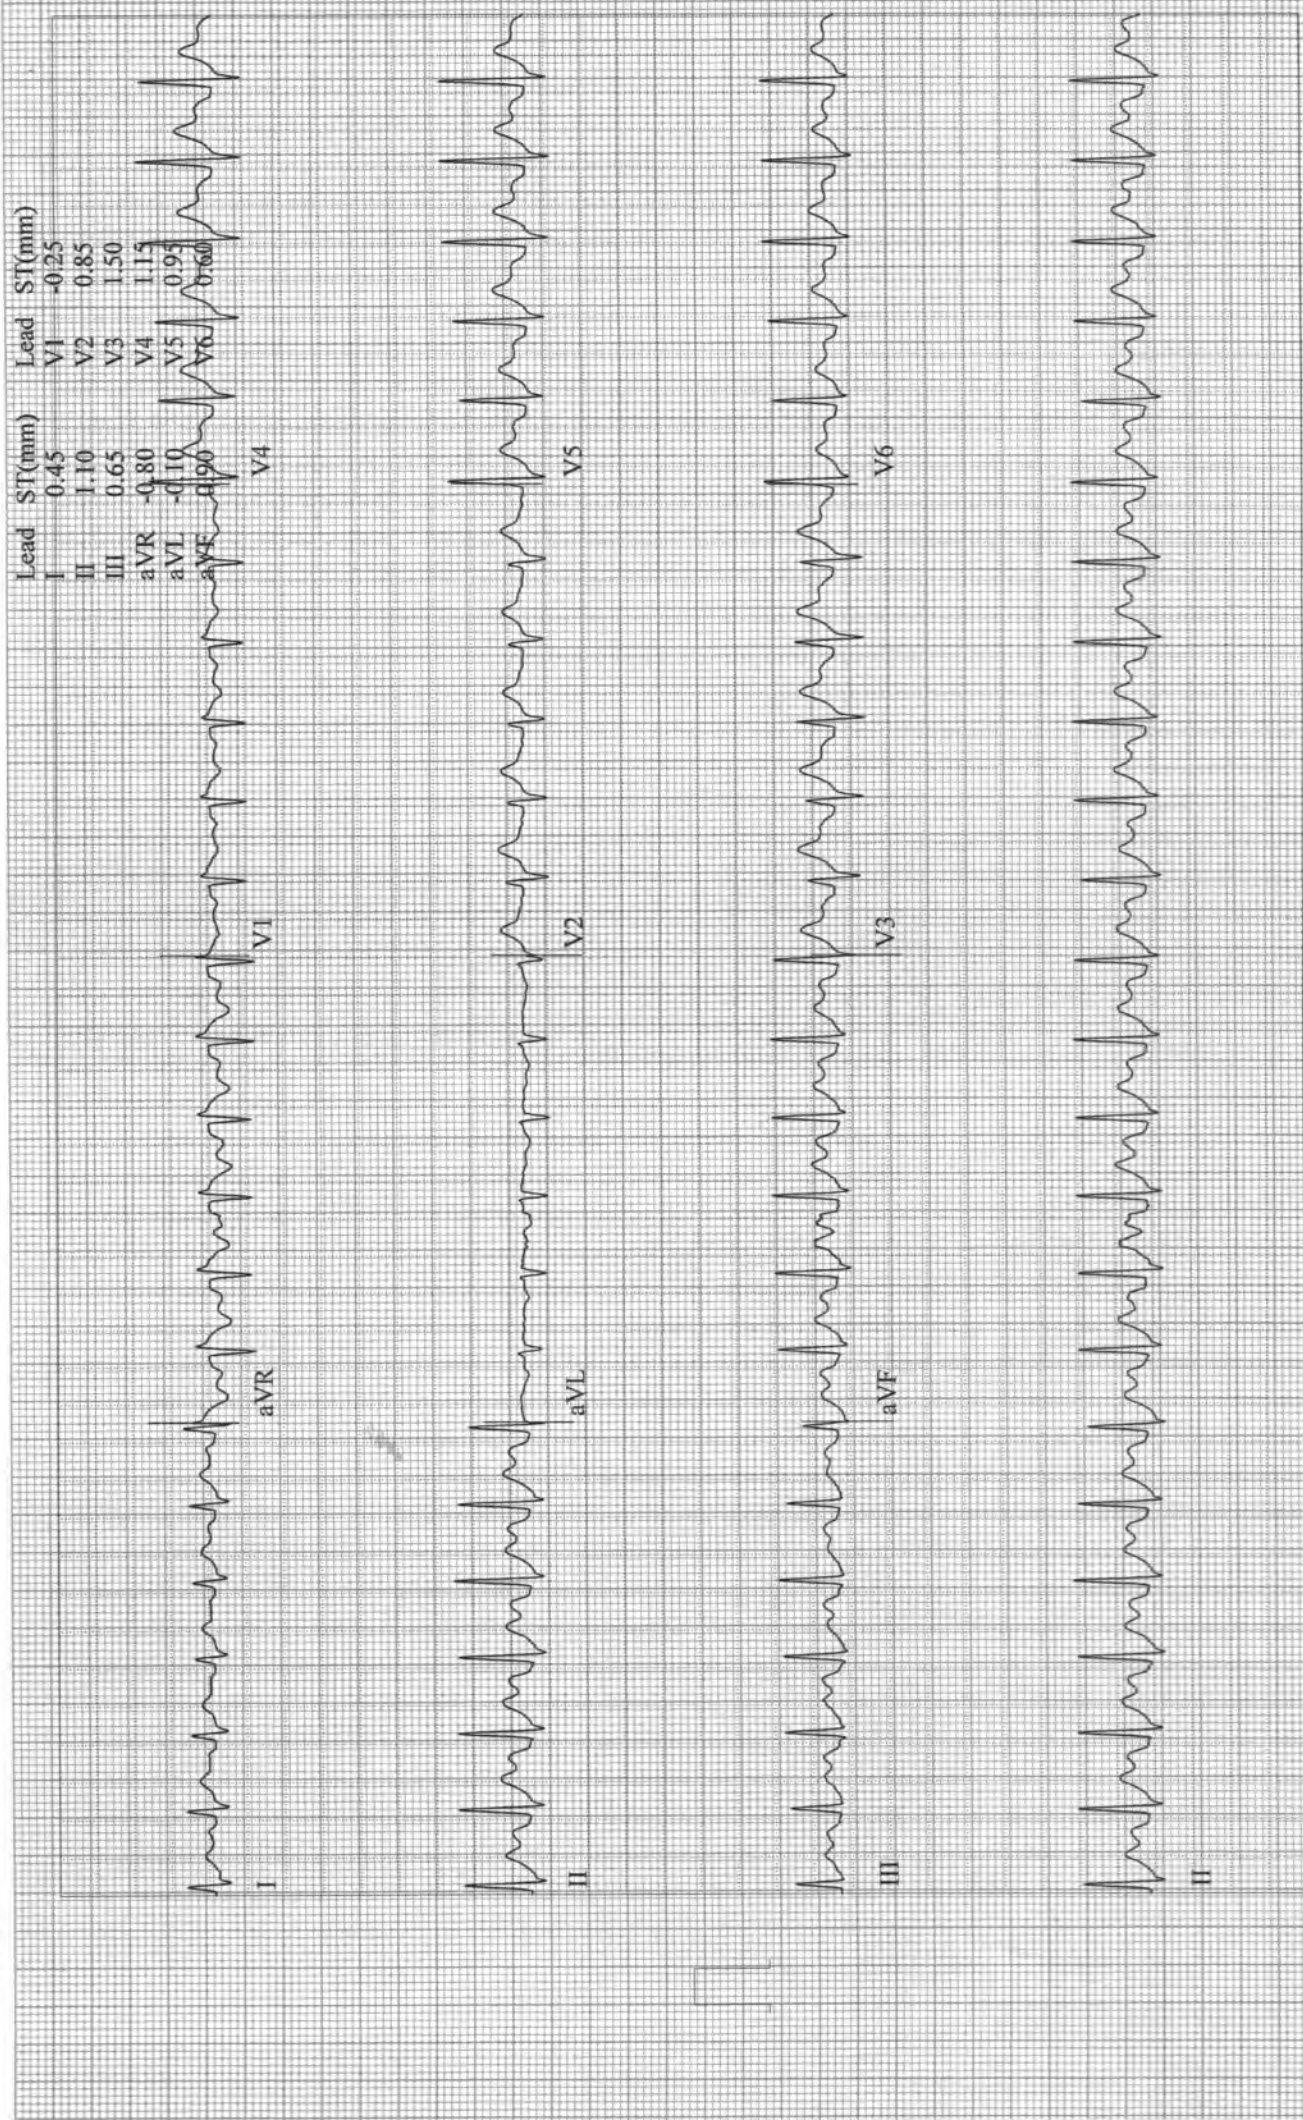 Lead ST(mm) Lead ST(mm)
I 0.45 V1 -0.25
II 1.10 V2 0.85
III 0.65 V3 1.50
aVR -0.80 V4 1.15
aVL -0.10 V5 0.95
aVF 0.90 V6 0.60
I aVR V1 V4
II aVL V2 V5
III aVF V3 V6
II